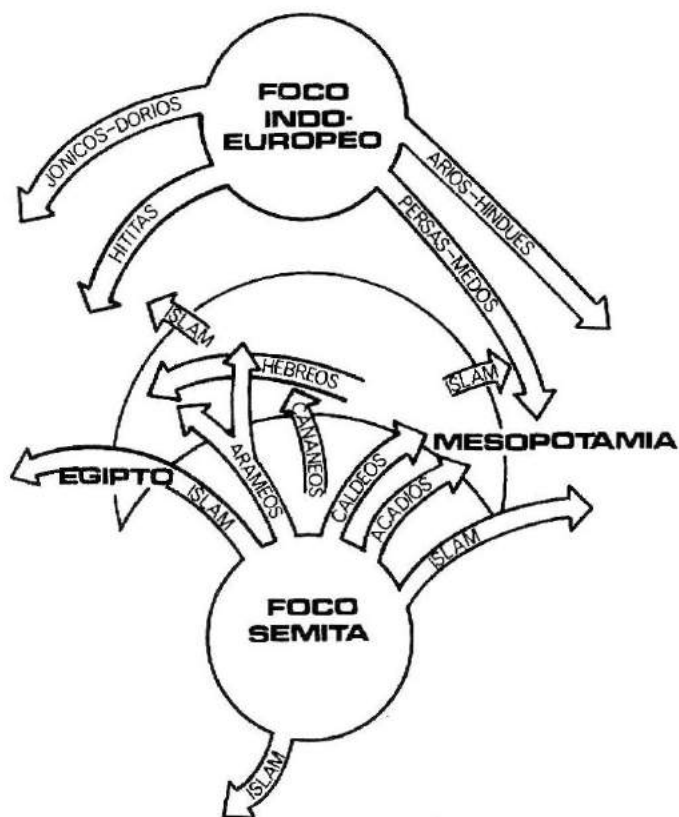 FOCO
INDO-
EUROPEO
JONICOS-DORIOS
HITITAS
ARIOS-HINDUES
PERSAS-MEDOS
ISLAM
HEBREOS
ISLAM
CANANEOS
MESOPOTAMIA
EGIPTO
ISLAM
ARAMEOS
CALDEOS
ACADIOS
ISLAM
FOCO
SEMITA
ISLAM